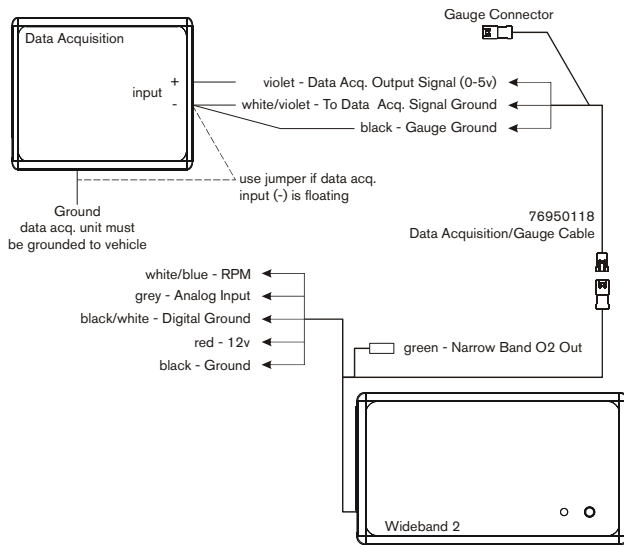 Gauge Connector
Data Acquisition
input
+
-
violet - Data Acq. Output Signal (0-5v)
white/violet - To Data Acq. Signal Ground
black - Gauge Ground
use jumper if data acq.
input (-) is floating
Ground
data acq. unit must
be grounded to vehicle
76950118
Data Acquisition/Gauge Cable
white/blue - RPM
grey - Analog Input
black/white - Digital Ground
red - 12v
black - Ground
green - Narrow Band O2 Out
Wideband 2